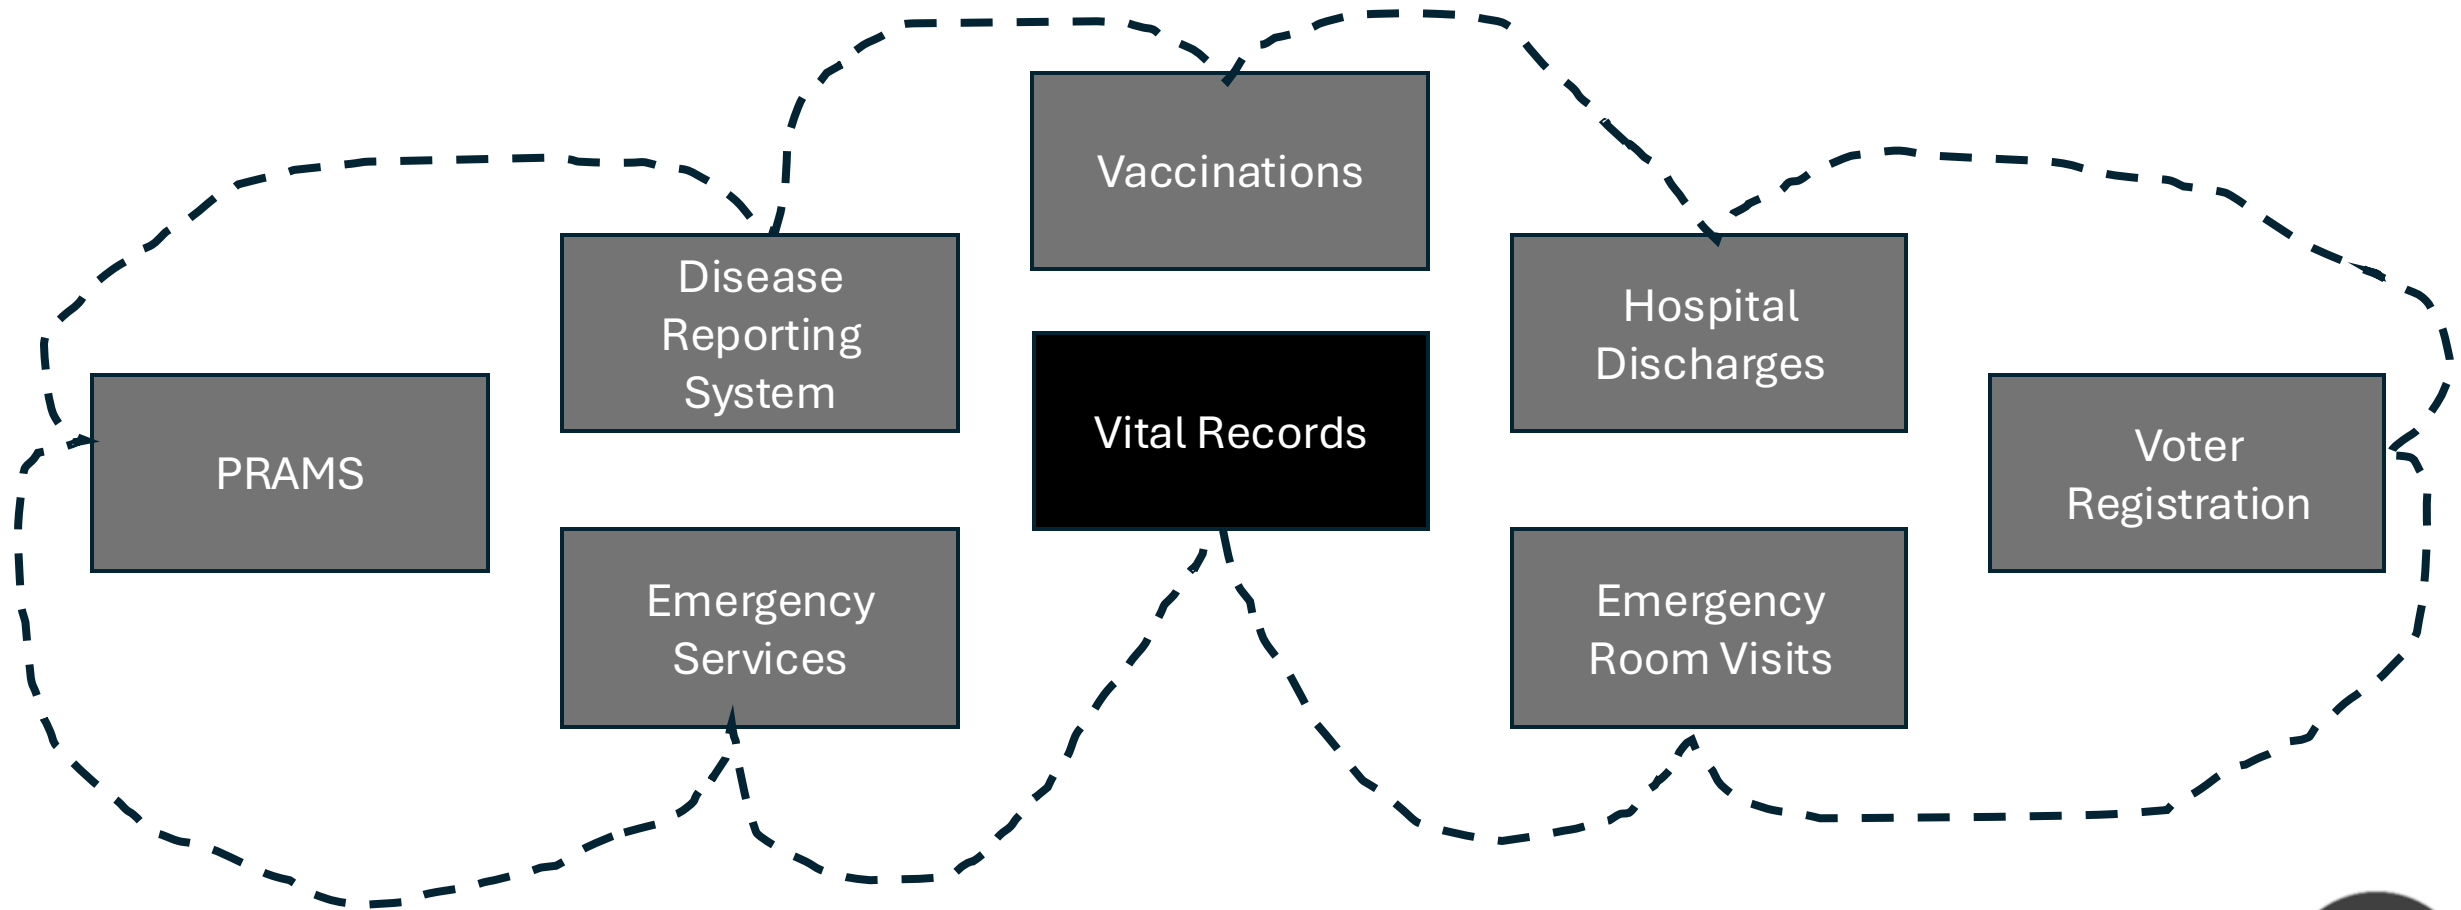 Vaccinations
Disease
Reporting
System
Hospital
Discharges
Vital Records
PRAMS
Voter
Registration
Emergency
Services
Emergency
Room Visits